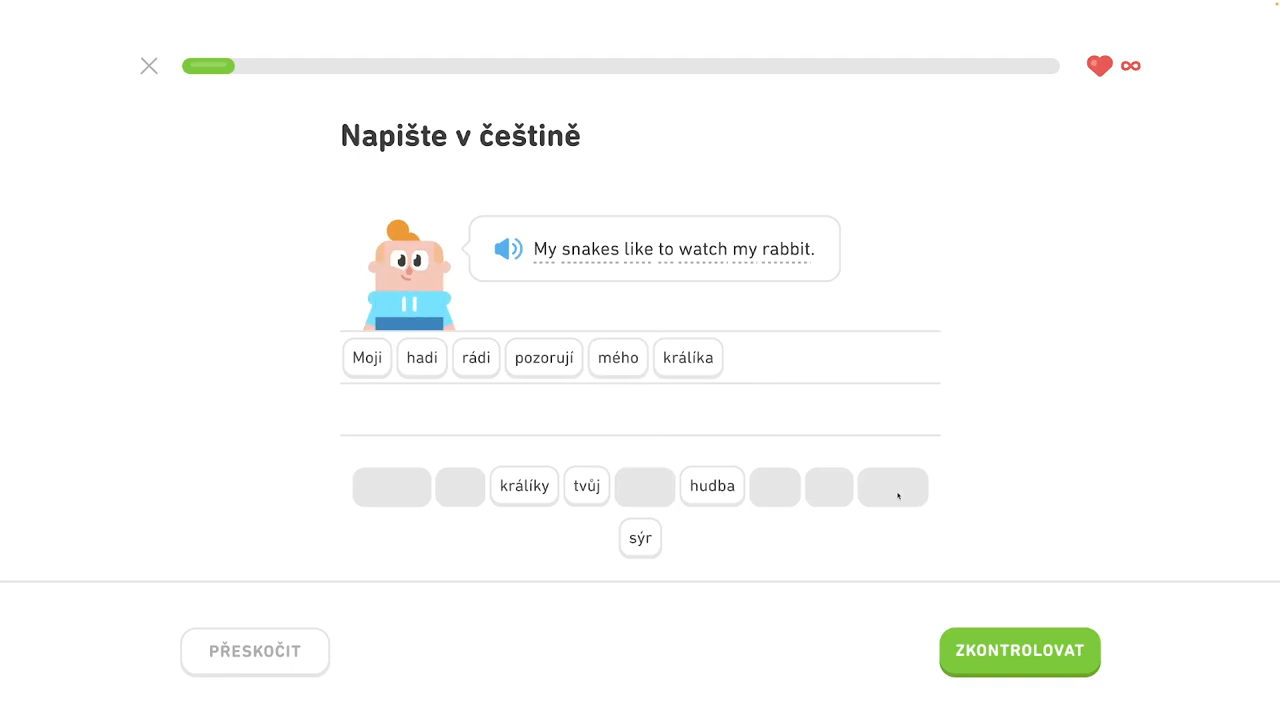 Napište v češtině
My snakes like to watch my rabbit.
Moji hadi rádi pozorují mého králíka
králíky tvůj hudba
sýr
PŘESKOČIT ZKONTROLOVAT